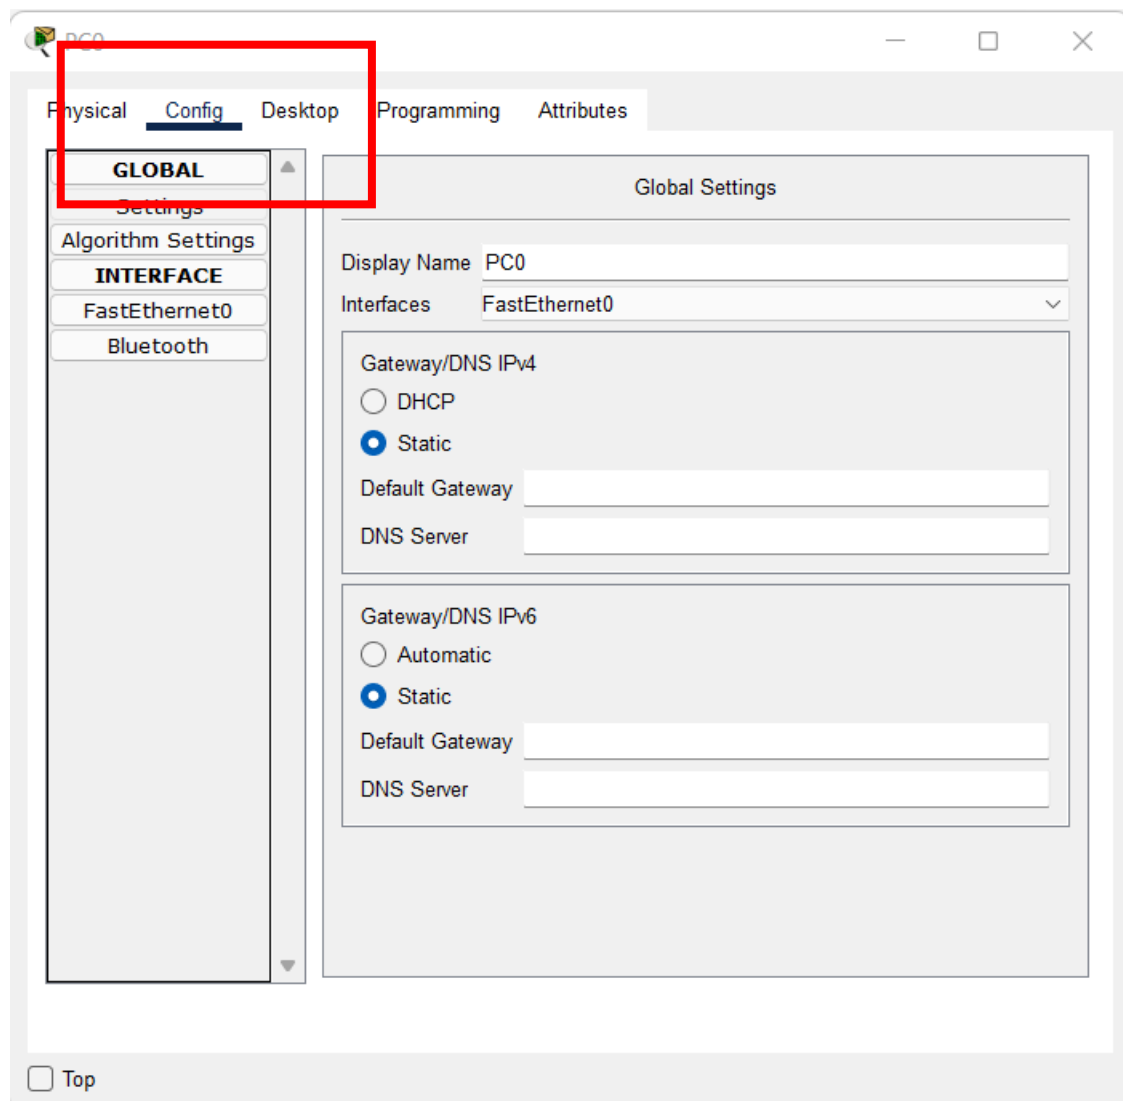 PC0
Physical Config Desktop Programming Attributes
GLOBAL
Settings
Algorithm Settings
INTERFACE
FastEthernet0
Bluetooth
Global Settings
Display Name PC0
Interfaces FastEthernet0
Gateway/DNS IPv4
DHCP
Static
Default Gateway
DNS Server
Gateway/DNS IPv6
Automatic
Static
Default Gateway
DNS Server
Top